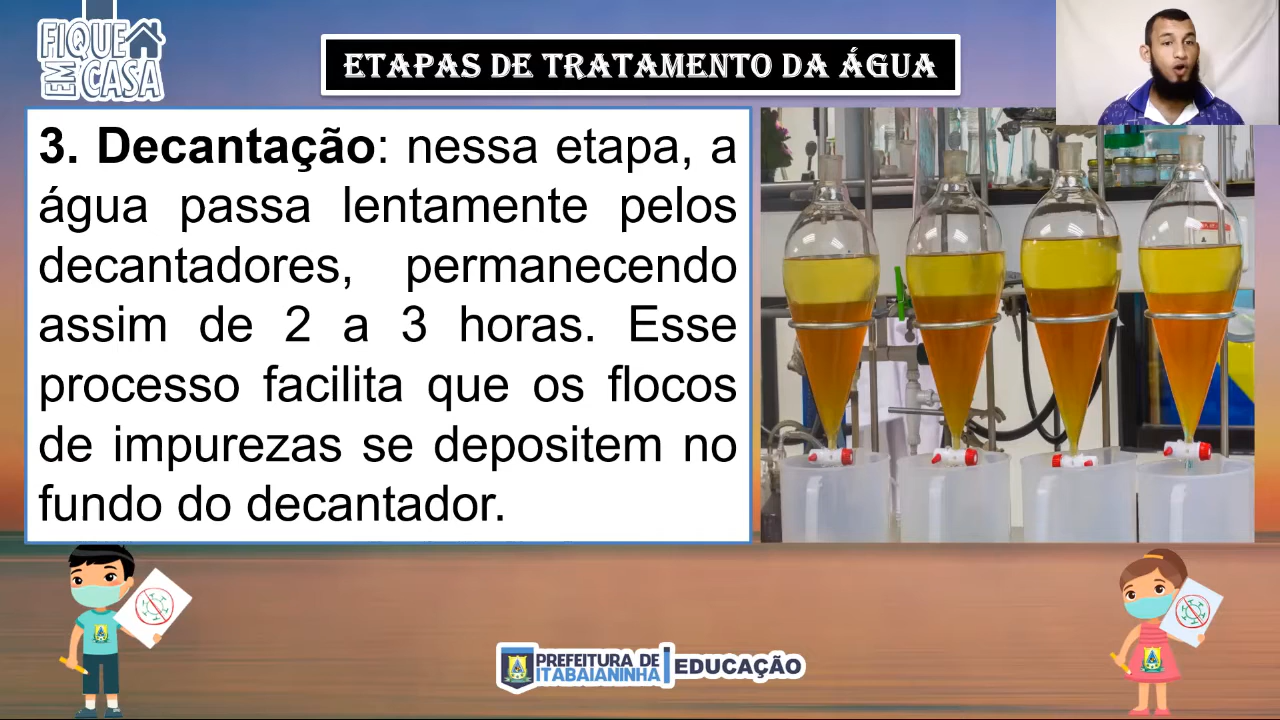 FIQUE
EM
CASA
ETAPAS DE TRATAMENTO DA ÁGUA
3. Decantação: nessa etapa, a
água passa lentamente pelos
decantadores, permanecendo
assim de 2 a 3 horas. Esse
processo facilita que os flocos
de impurezas se depositem no
fundo do decantador.
PREFEITURA DE
ITABAIANINHA
EDUCAÇÃO